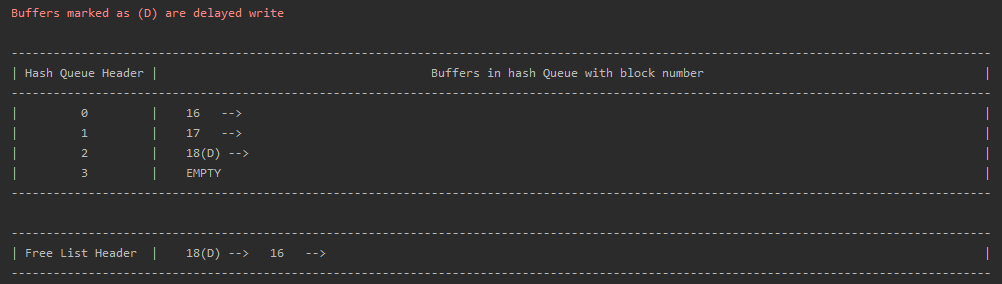 Buffers marked as (D) are delayed write
--------------------------------------------------------------------------------------------------------------------------------------------
| Hash Queue Header | Buffers in hash Queue with block number |
--------------------------------------------------------------------------------------------------------------------------------------------
| 0 | 16 --> |
| 1 | 17 --> |
| 2 | 18(D) --> |
| 3 | EMPTY |
--------------------------------------------------------------------------------------------------------------------------------------------
--------------------------------------------------------------------------------------------------------------------------------------------
| Free List Header | 18(D) --> 16 --> |
--------------------------------------------------------------------------------------------------------------------------------------------